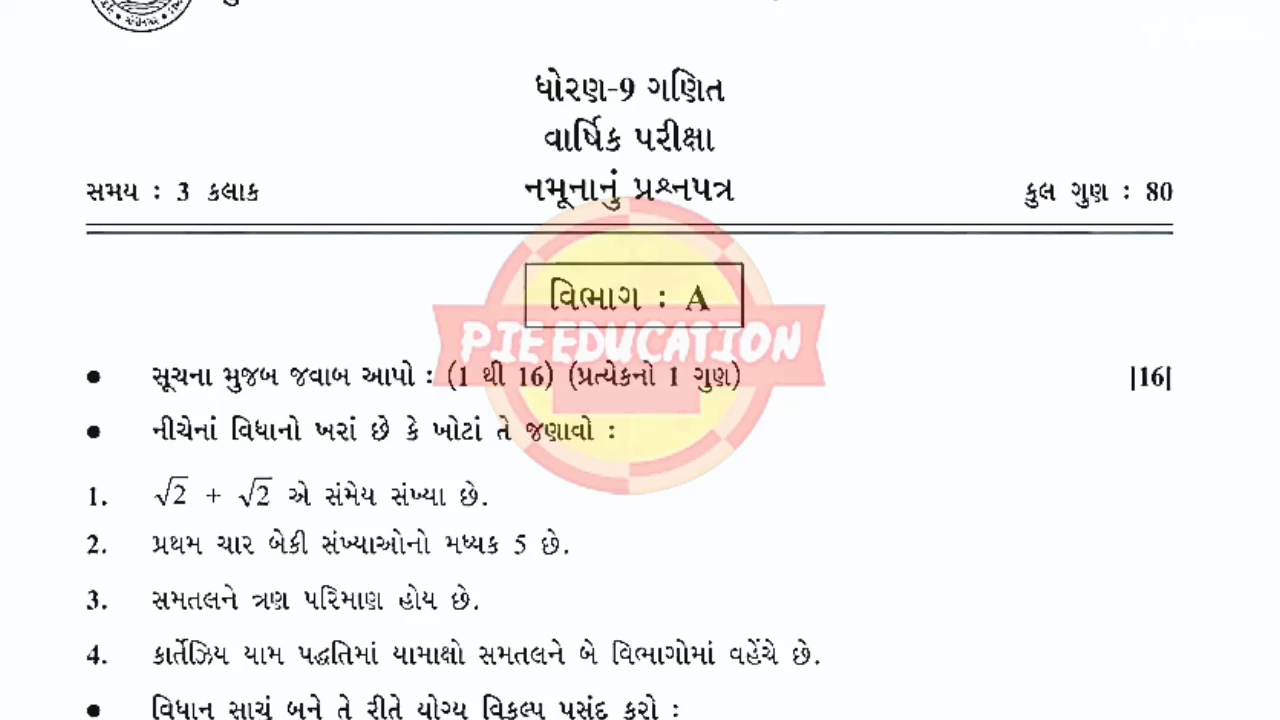 ધોરણ-9 ગણિત
વાર્ષિક પરીક્ષા
સમય : 3 કલાક નમૂનાનું પ્રશ્નપત્ર કુલ ગુણ : 80
વિભાગ : A
PIE EDUCATION
● સૂચના મુજબ જવાબ આપો : (1 થી 16) (પ્રત્યેકનો 1 ગુણ) |16|
● નીચેનાં વિધાનો ખરાં છે કે ખોટાં તે જણાવો :
1. √2 + √2 એ સંમેય સંખ્યા છે.
2. પ્રથમ ચાર બેકી સંખ્યાઓનો મધ્યક 5 છે.
3. સમતલને ત્રણ પરિમાણ હોય છે.
4. કાર્તેઝિય યામ પદ્ધતિમાં યામાક્ષો સમતલને બે વિભાગોમાં વહેંચે છે.
● વિધાન સાચું બને તે રીતે યોગ્ય વિકલ્પ પસંદ કરો :